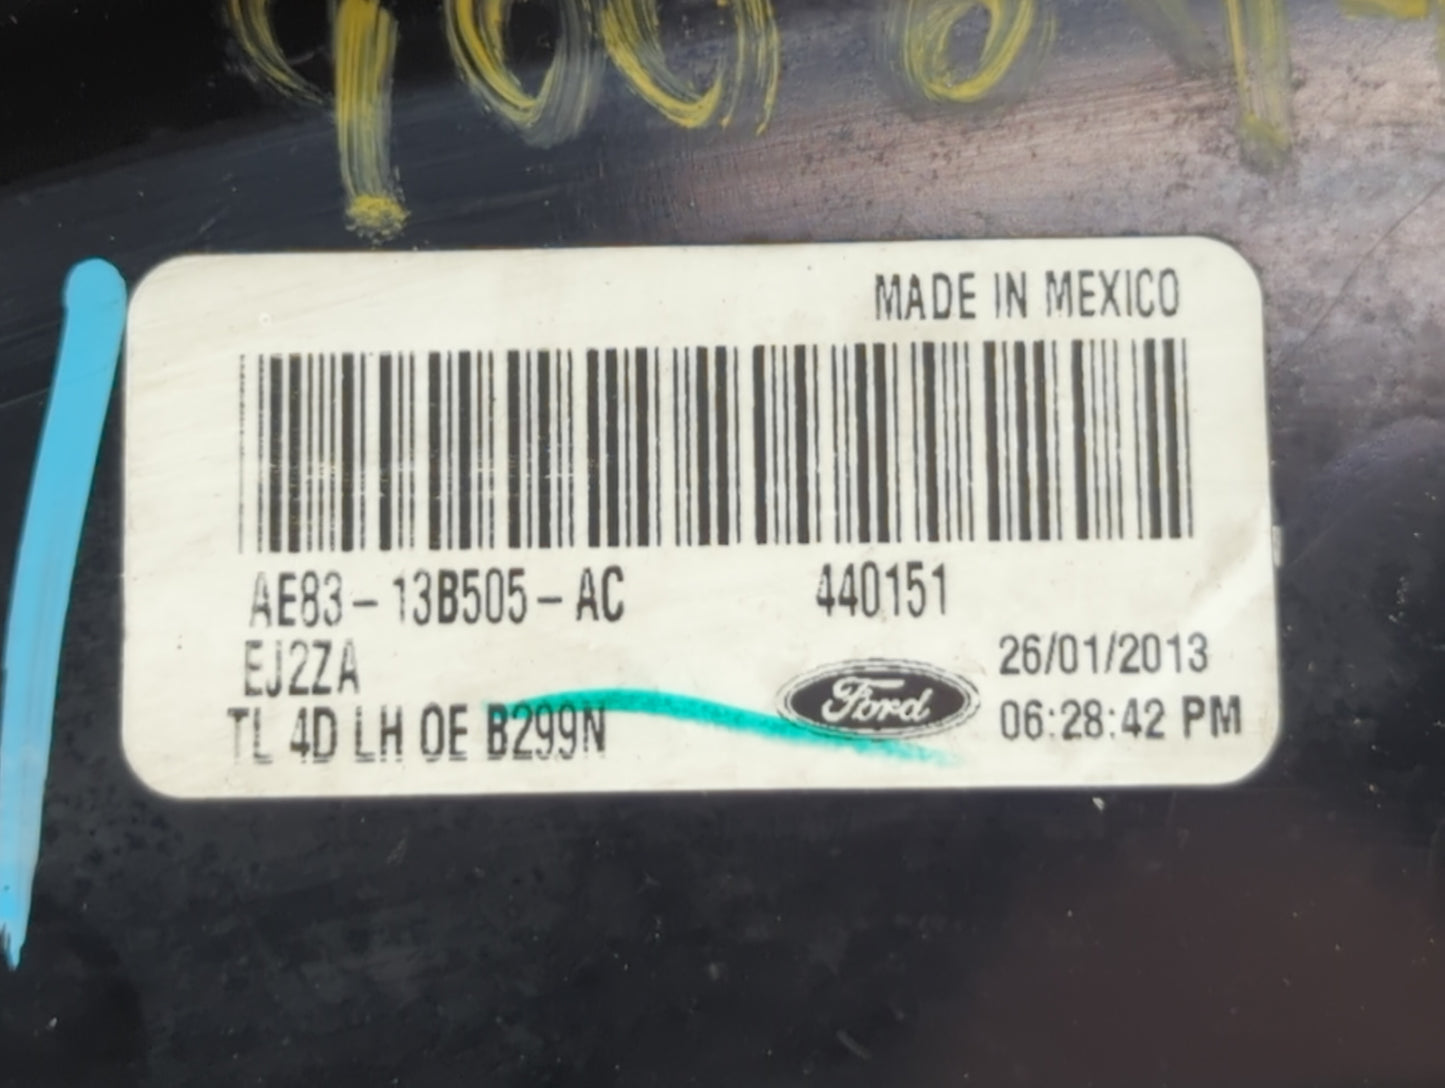 MADE IN MEXICO
AE83-13B505-AC 440151
EJ2ZA
26/01/2013
TL 4D LH OE B299N
Ford
06:28:42 PM